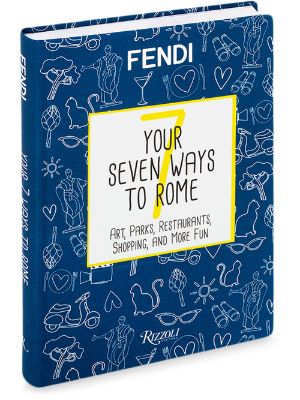 FENDI
7
YOUR
SEVEN WAYS
TO ROME
ART, PARKS, RESTAURANTS,
SHOPPING, AND MORE FUN
RIZZOLI
FENDI
YOUR 7 WAYS TO ROME